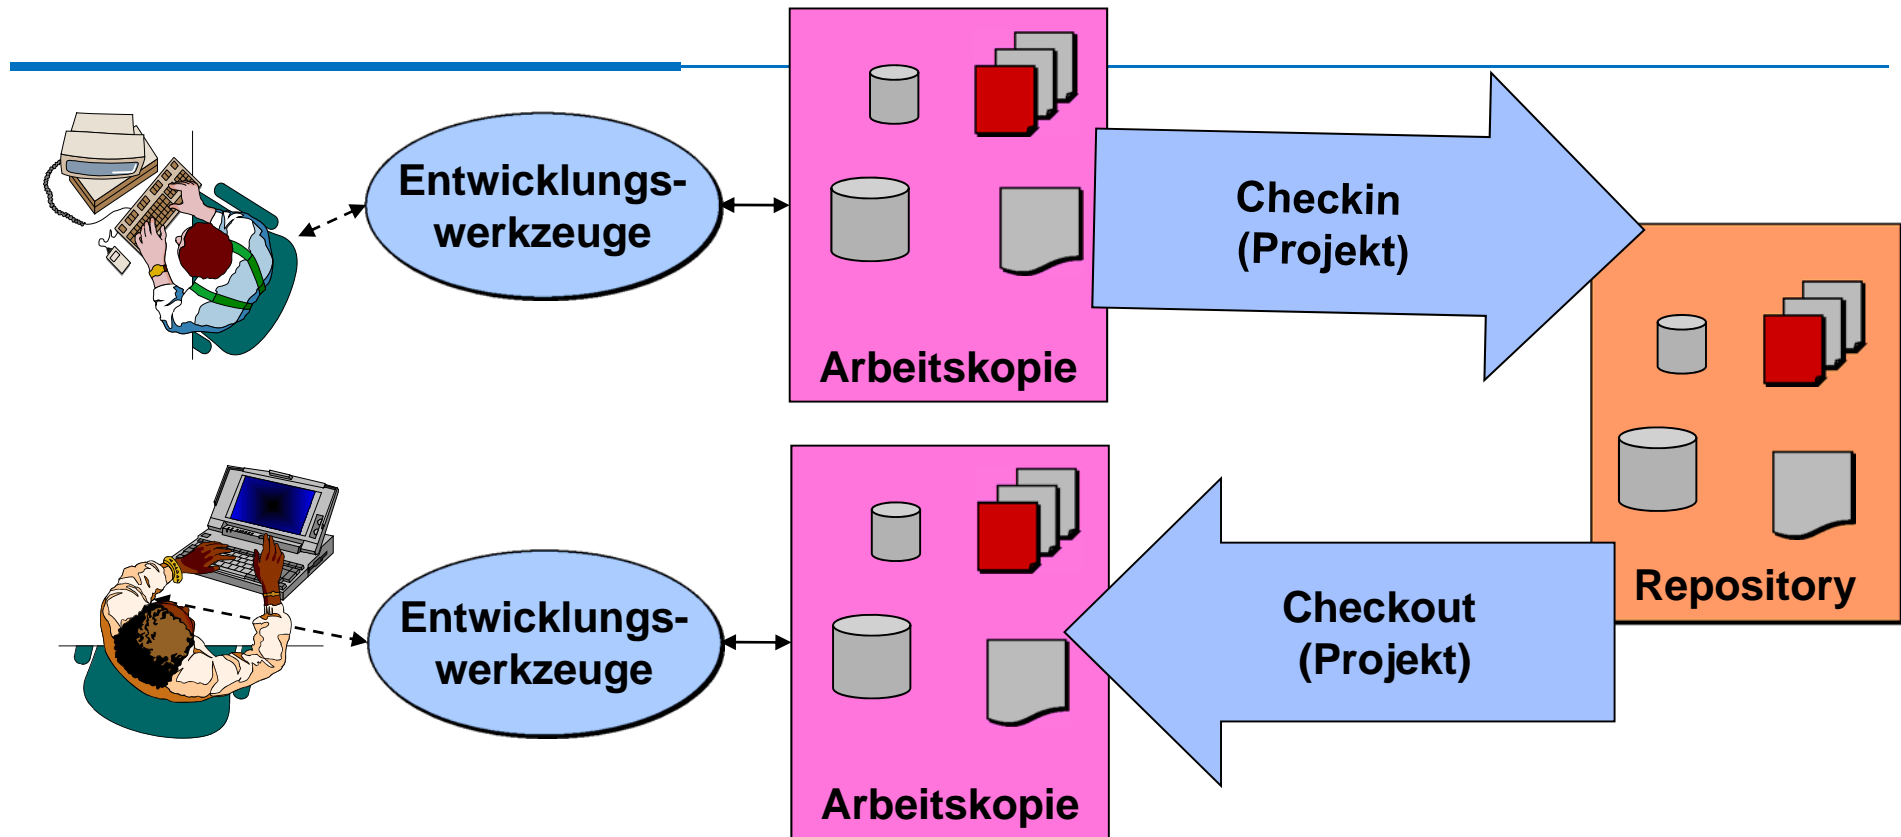 Entwicklungs-
werkzeuge
Arbeitskopie
Checkin
(Projekt)
Repository
Entwicklungs-
werkzeuge
Arbeitskopie
Checkout
(Projekt)